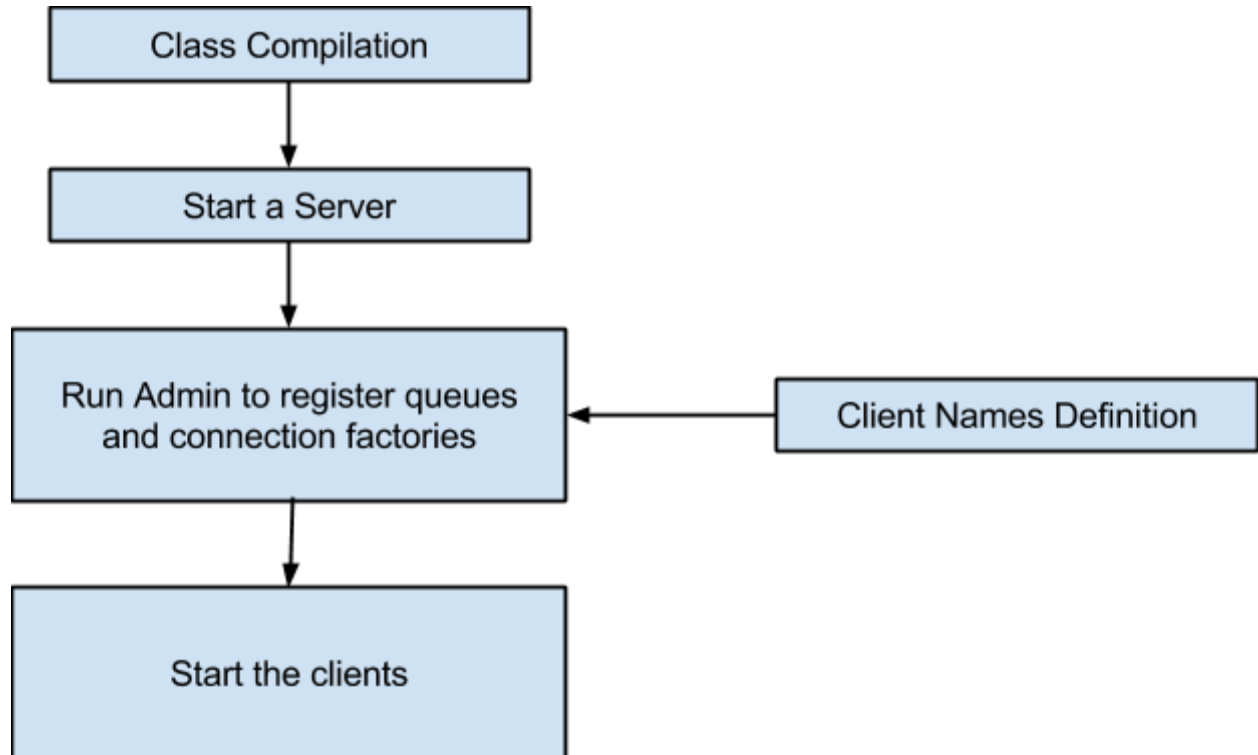 Class Compilation
Start a Server
Run Admin to register queues
and connection factories
Client Names Definition
Start the clients